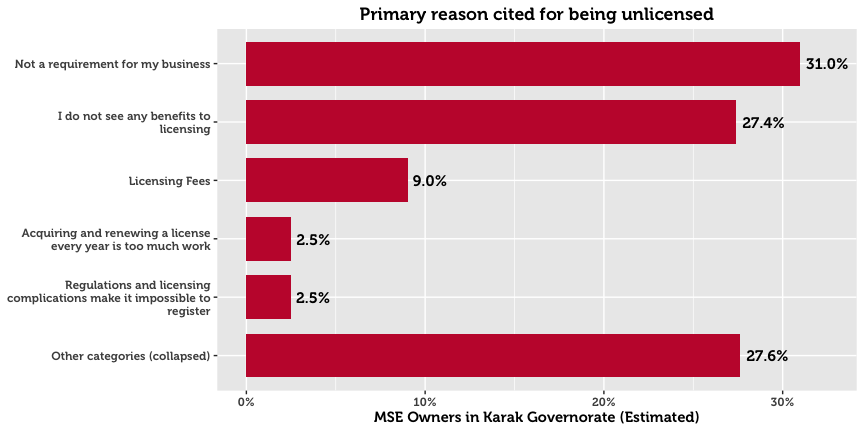 Primary reason cited for being unlicensed
Not a requirement for my business
31.0%
I do not see any benefits to
licensing
27.4%
Licensing Fees
9.0%
Acquiring and renewing a license
every year is too much work
2.5%
Regulations and licensing
complications make it impossible to
register
2.5%
Other categories (collapsed)
27.6%
0% 10% 20% 30%
MSE Owners in Karak Governorate (Estimated)